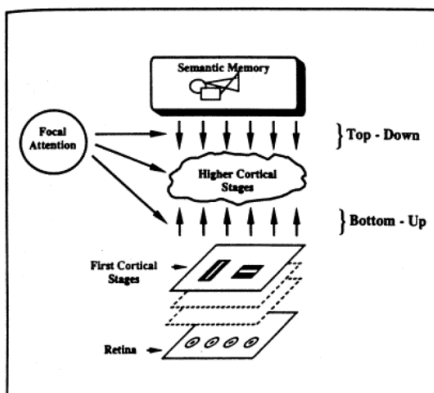 Semantic Memory
Focal
Attention
Top - Down
Higher Cortical
Stages
Bottom - Up
First Cortical
Stages
Retina